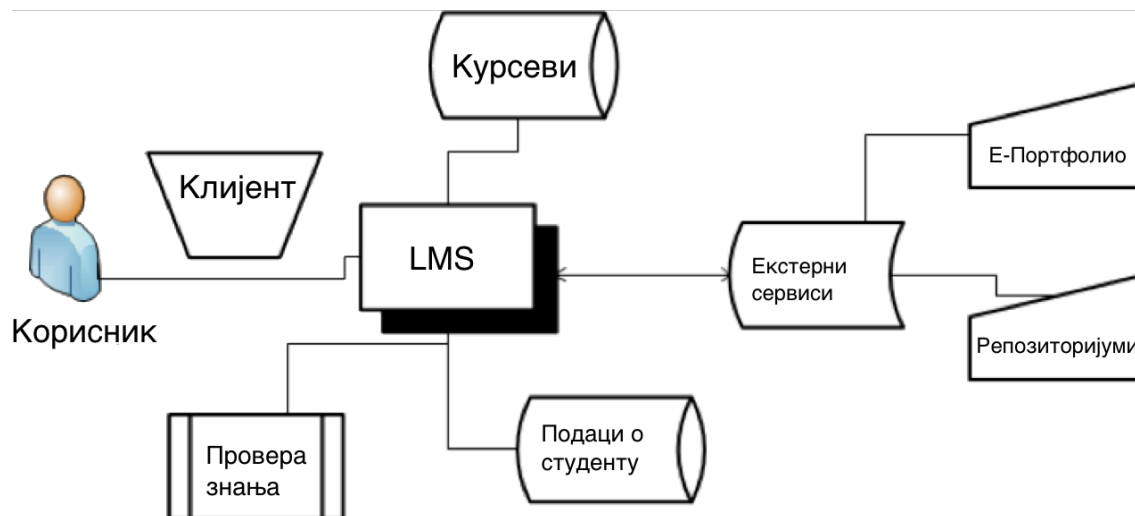 Курсеви
Клијент
Корисник
LMS
Е-Портфолио
Екстерни
сервиси
Репозиторијуми
Провера
знања
Подаци о
студенту